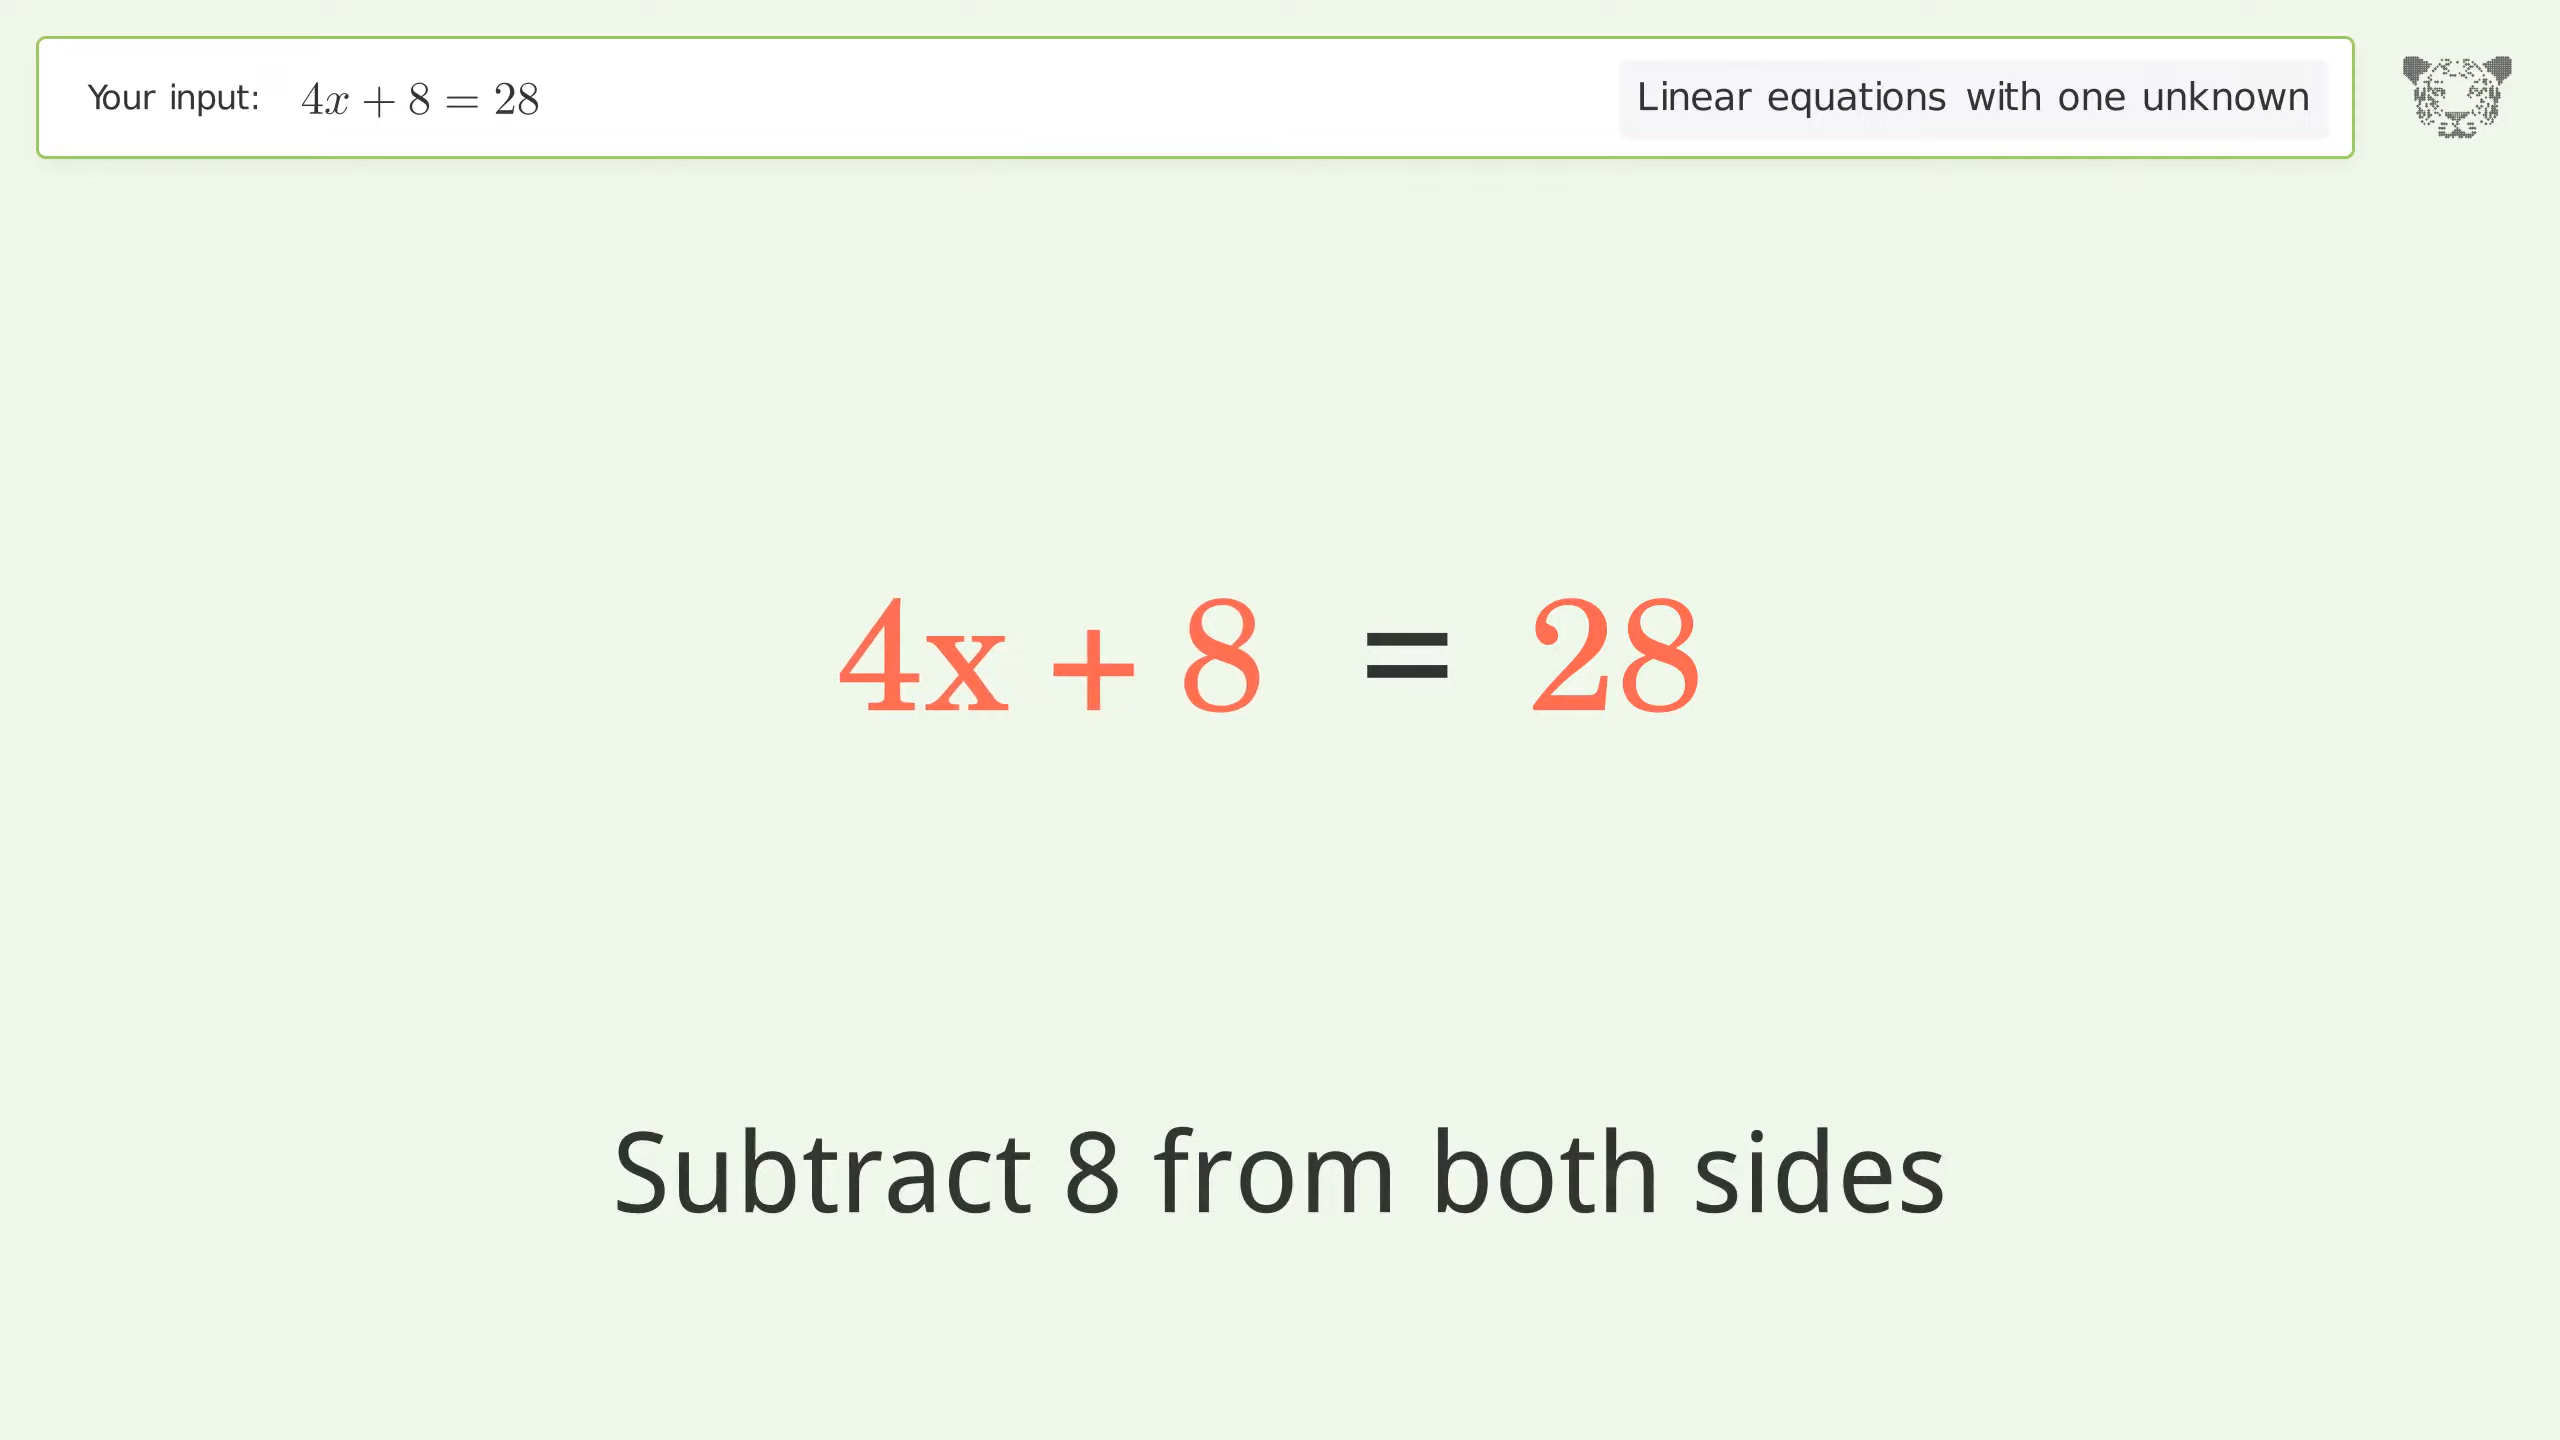 Your input: 4x + 8 = 28 Linear equations with one unknown
4x + 8 = 28
Subtract 8 from both sides